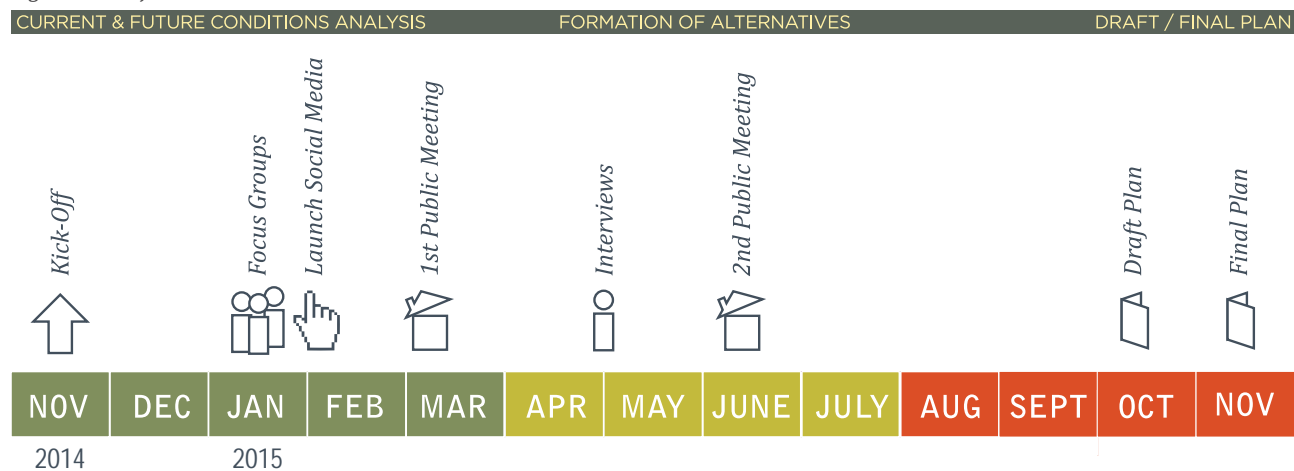 CURRENT & FUTURE CONDITIONS ANALYSIS
FORMATION OF ALTERNATIVES
DRAFT / FINAL PLAN
Kick-Off
Focus Groups
Launch Social Media
1st Public Meeting
Interviews
2nd Public Meeting
Draft Plan
Final Plan
NOV
DEC
JAN
FEB
MAR
APR
MAY
JUNE
JULY
AUG
SEPT
OCT
NOV
2014
2015